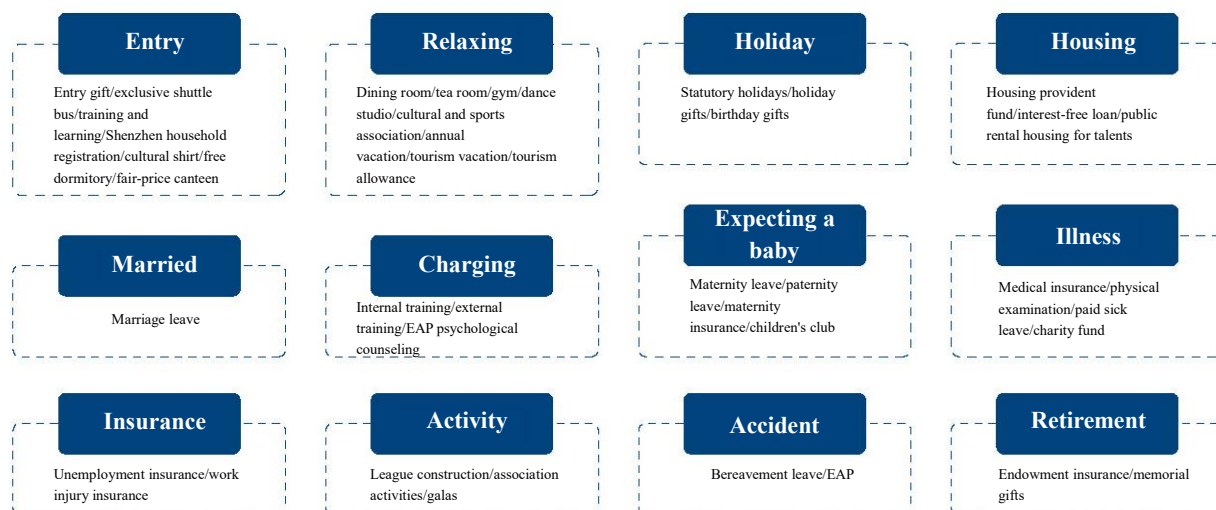 Entry
Entry gift/exclusive shuttle
bus/training and
learning/Shenzhen household
registration/cultural shirt/free
dormitory/fair-price canteen
Relaxing
Dining room/tea room/gym/dance
studio/cultural and sports
association/annual
vacation/tourism vacation/tourism
allowance
Holiday
Statutory holidays/holiday
gifts/birthday gifts
Housing
Housing provident
fund/interest-free loan/public
rental housing for talents
Married
Marriage leave
Charging
Internal training/external
training/EAP psychological
counseling
Expecting a
baby
Maternity leave/paternity
leave/maternity
insurance/children's club
Illness
Medical insurance/physical
examination/paid sick
leave/charity fund
Insurance
Unemployment insurance/work
injury insurance
Activity
League construction/association
activities/galas
Accident
Bereavement leave/EAP
Retirement
Endowment insurance/memorial
gifts